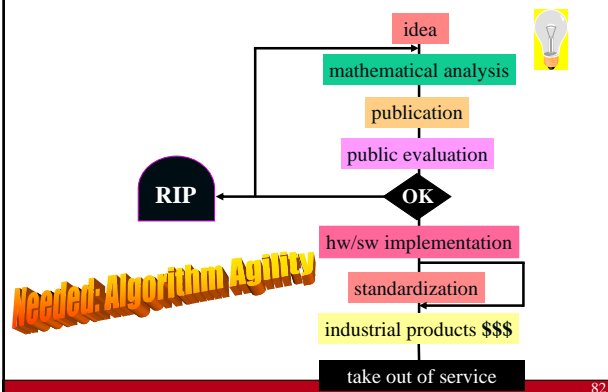 idea
mathematical analysis
publication
public evaluation
RIP
OK
hw/sw implementation
Needed: Algorithm Agility
standardization
industrial products $$$
take out of service
82